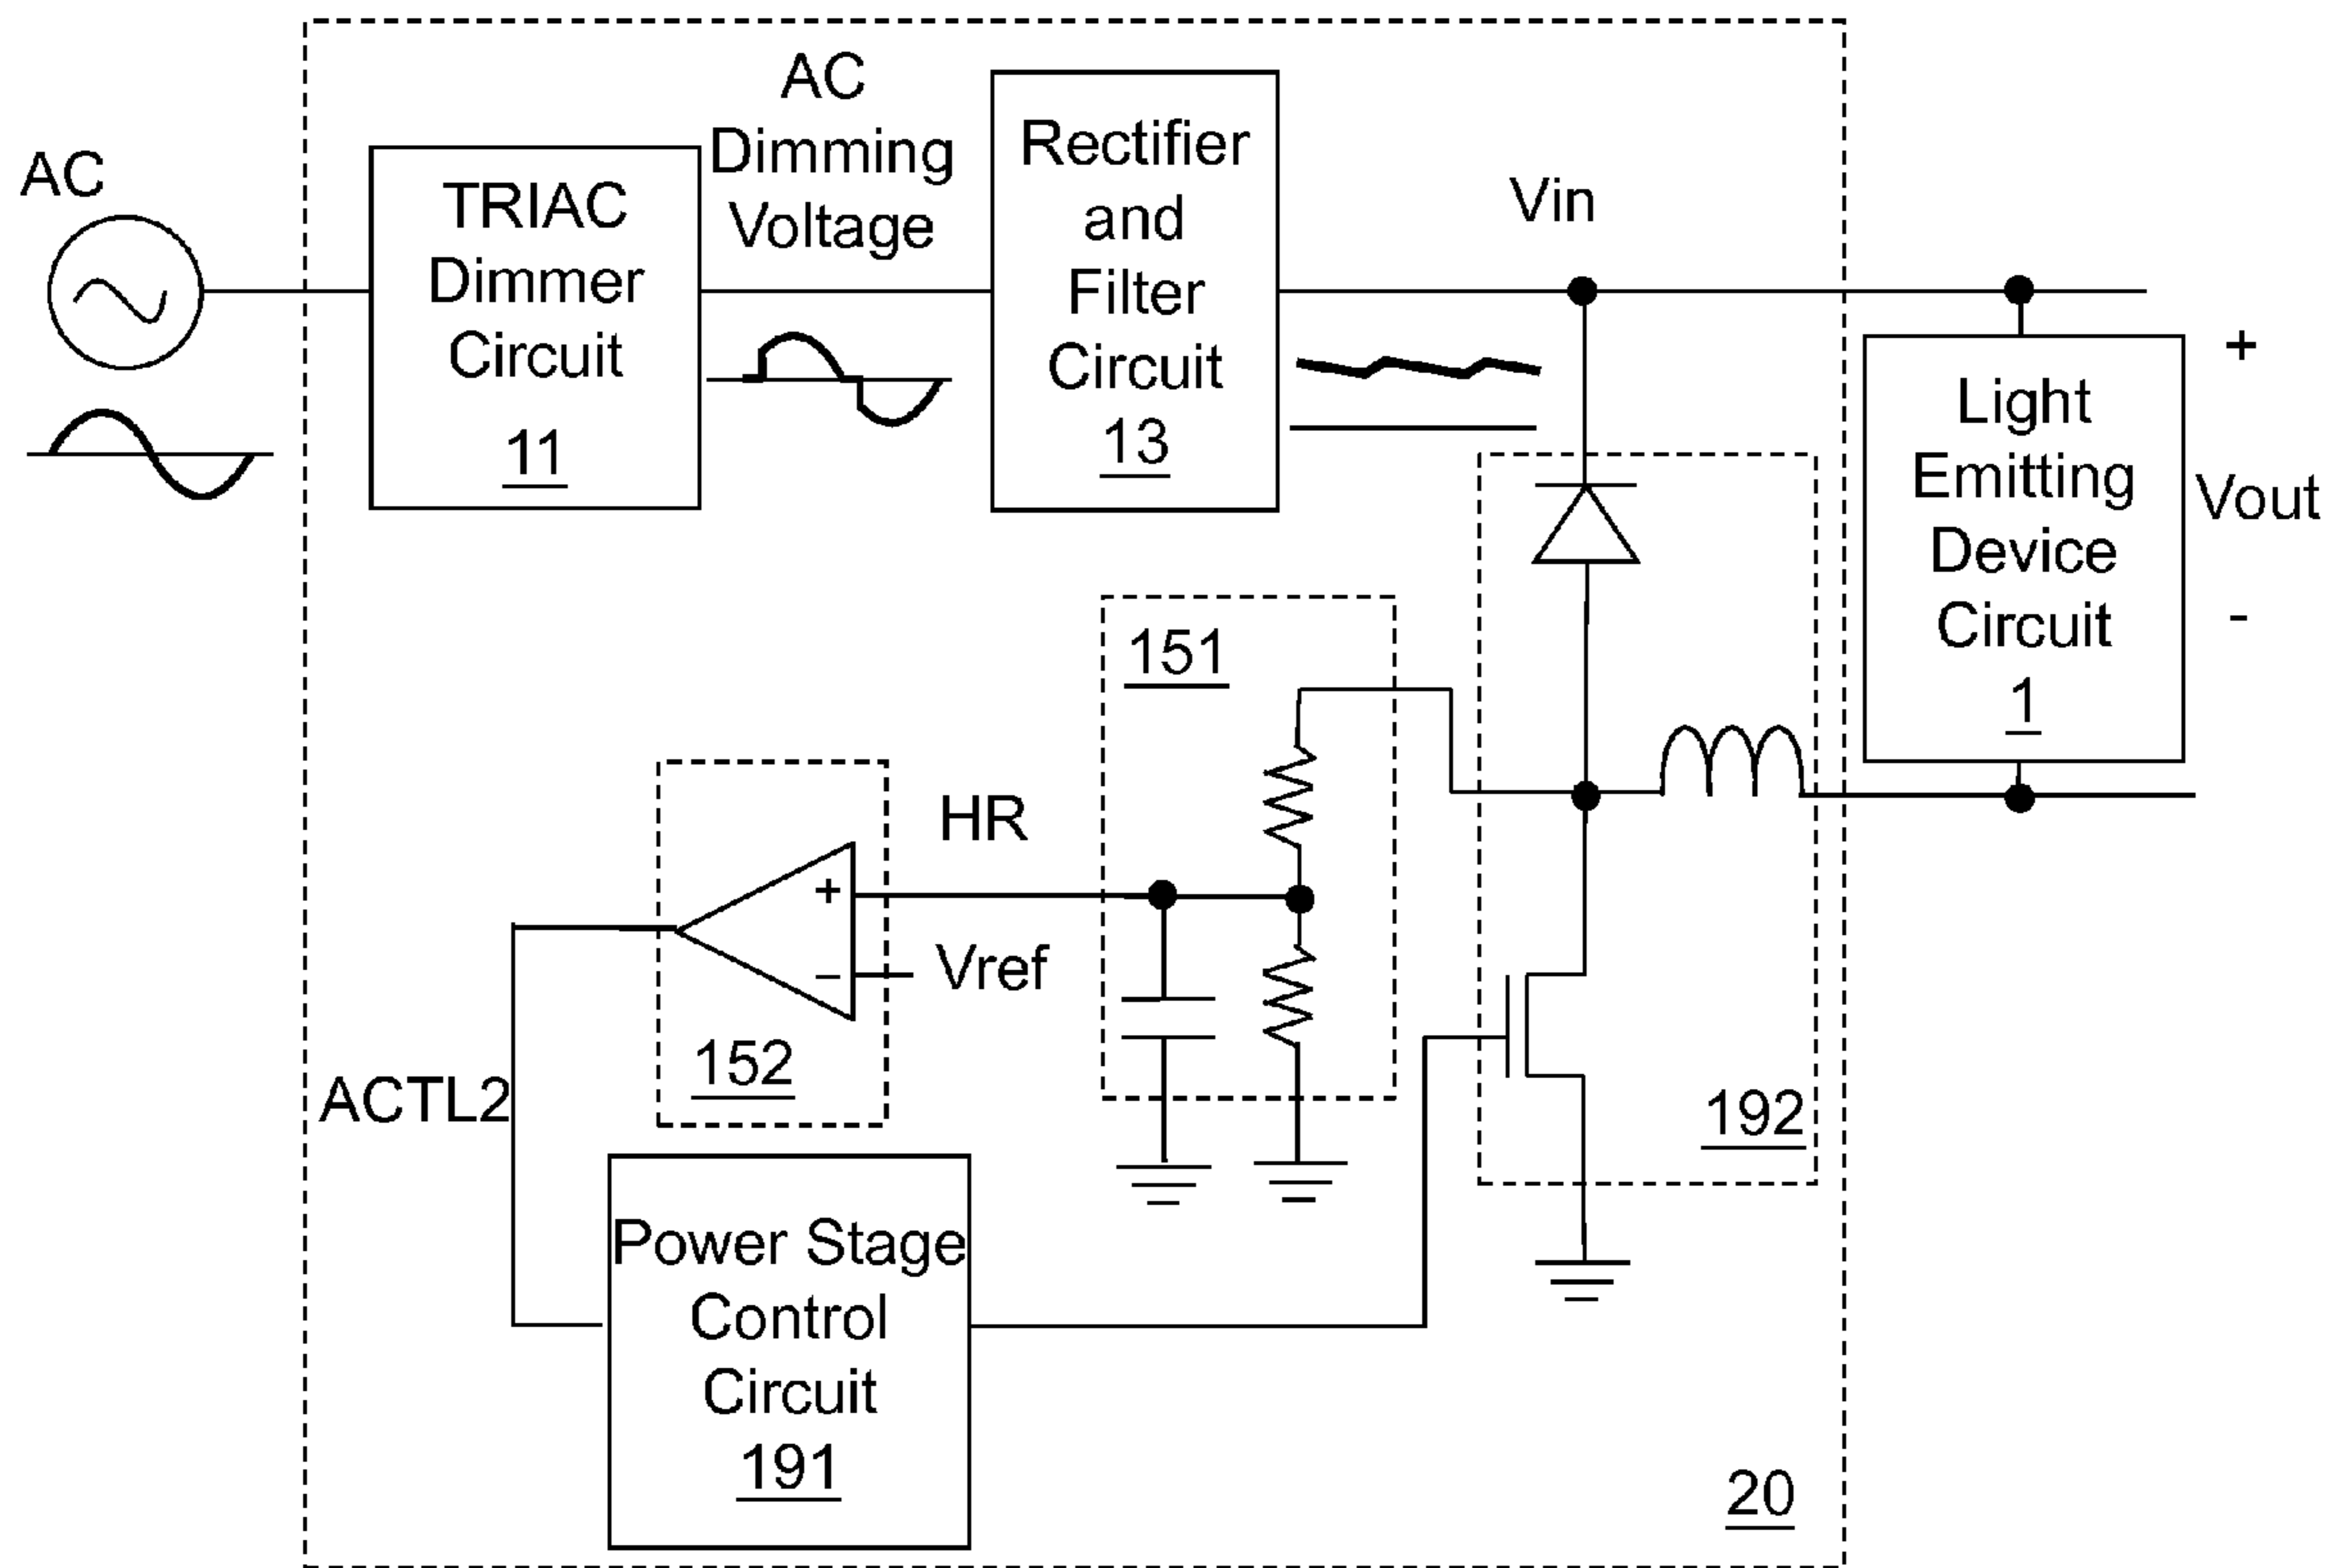 AC
TRIAC
Dimmer
Circuit
11
AC
Dimming
Voltage
Rectifier
and
Filter
Circuit
13
Vin
Light
Emitting
Device
Circuit
1
+
Vout
-
151
HR
+
Vref
−
152
ACTL2
192
Power Stage
Control
Circuit
191
20